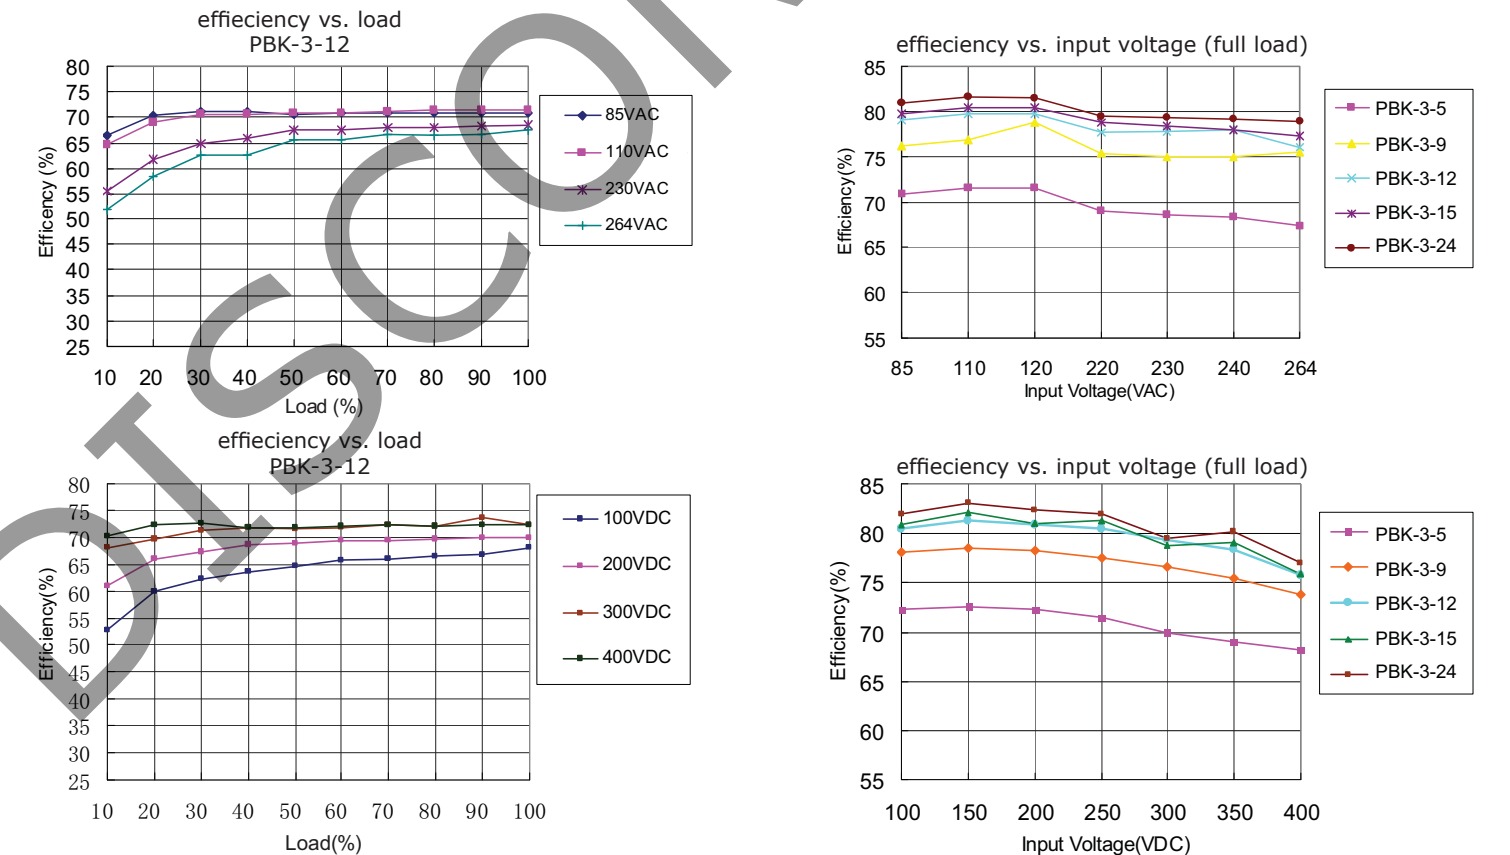 effieciency vs. load
PBK-3-12
80
75
70
65
60
55
50
45
40
35
30
25
Efficency (%)
10 20 30 40 50 60 70 80 90 100
Load (%)
85VAC
110VAC
230VAC
264VAC
effieciency vs. input voltage (full load)
85
80
75
70
65
60
55
Efficiency(%)
85 110 120 220 230 240 264
Input Voltage(VAC)
PBK-3-5
PBK-3-9
PBK-3-12
PBK-3-15
PBK-3-24
effieciency vs. load
PBK-3-12
80
75
70
65
60
55
50
45
40
35
30
25
Efficiency(%)
10 20 30 40 50 60 70 80 90 100
Load(%)
100VDC
200VDC
300VDC
400VDC
effieciency vs. input voltage (full load)
85
80
75
70
65
60
55
Efficiency(%)
100 150 200 250 300 350 400
Input Voltage(VDC)
PBK-3-5
PBK-3-9
PBK-3-12
PBK-3-15
PBK-3-24
DISCO